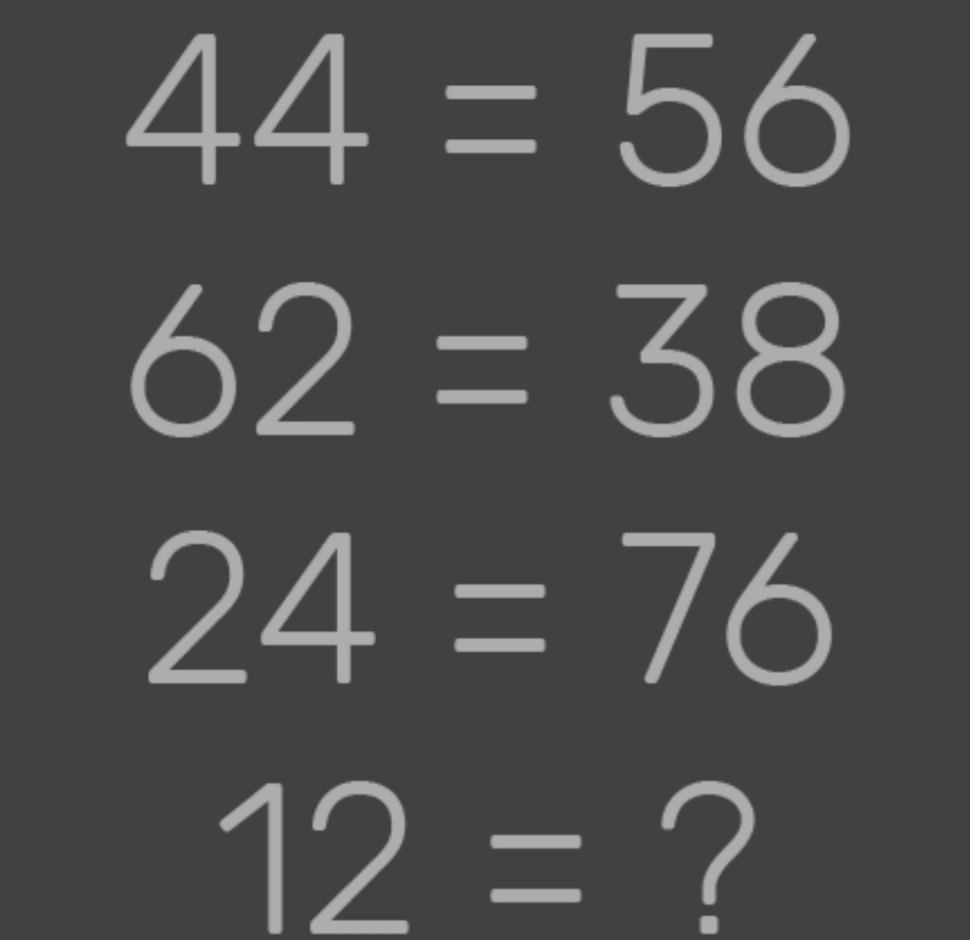 44 = 56
62 = 38
24 = 76
12 = ?